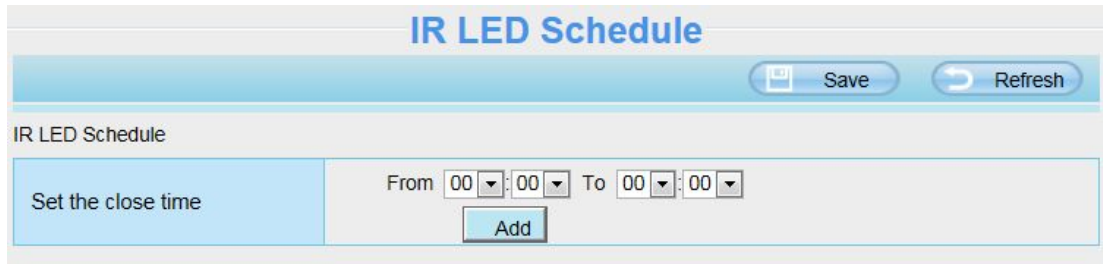 IR LED Schedule
Save Refresh
IR LED Schedule
Set the close time
From 00 : 00 To 00 : 00
Add